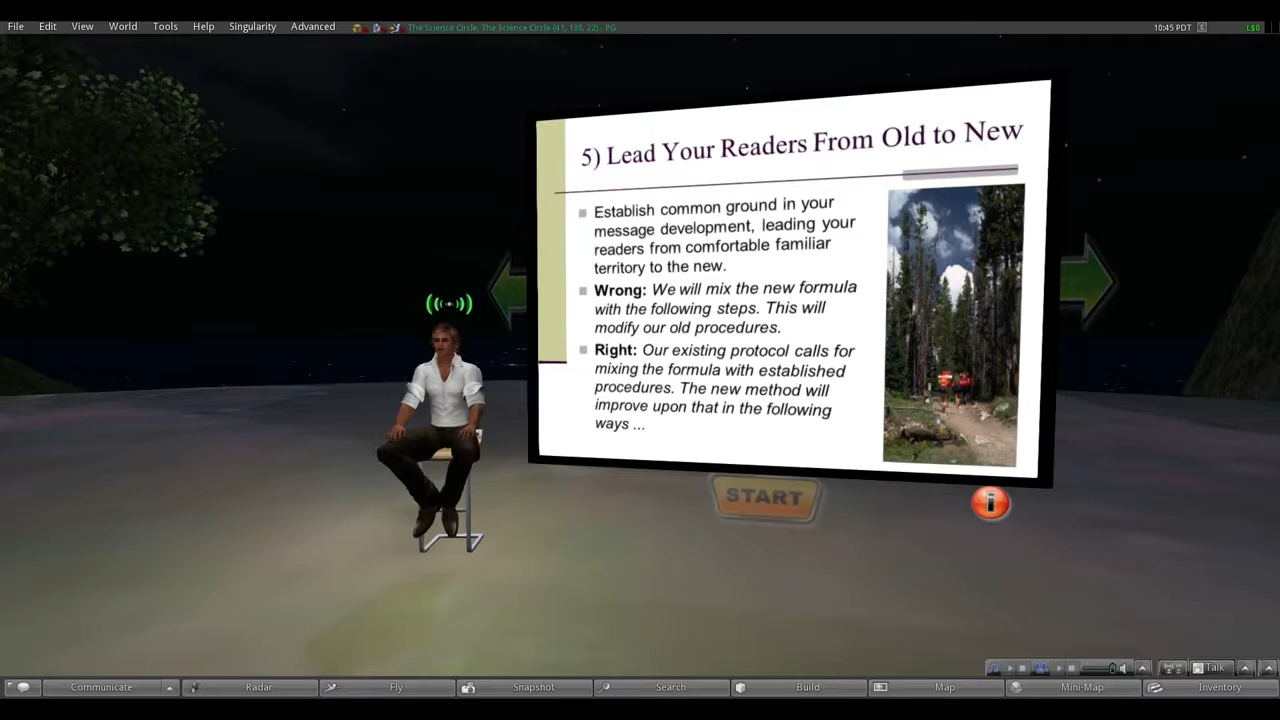 File Edit View World Tools Help Singularity Advanced
The Science Circle, The Science Circle (41, 130, 22) - PG
10:45 PDT
L$0
5) Lead Your Readers From Old to New
Establish common ground in your
message development, leading your
readers from comfortable familiar
territory to the new.
Wrong: We will mix the new formula
with the following steps. This will
modify our old procedures.
Right: Our existing protocol calls for
mixing the formula with established
procedures. The new method will
improve upon that in the following
ways ...
START
i
Talk
Communicate Radar Fly Snapshot Search Build Map Mini-Map Inventory